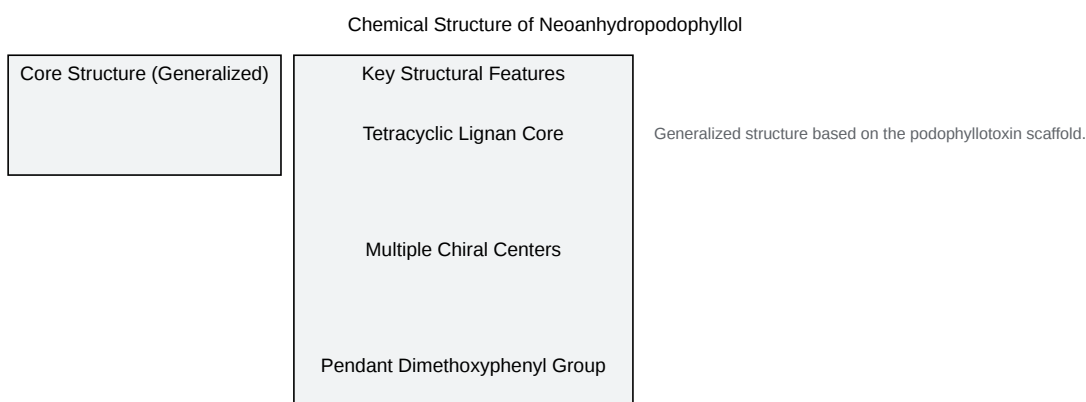 Chemical Structure of Neoanhydropodophyllol
Core Structure (Generalized)
Key Structural Features
Tetracyclic Lignan Core
Generalized structure based on the podophyllotoxin scaffold.
Multiple Chiral Centers
Pendant Dimethoxyphenyl Group